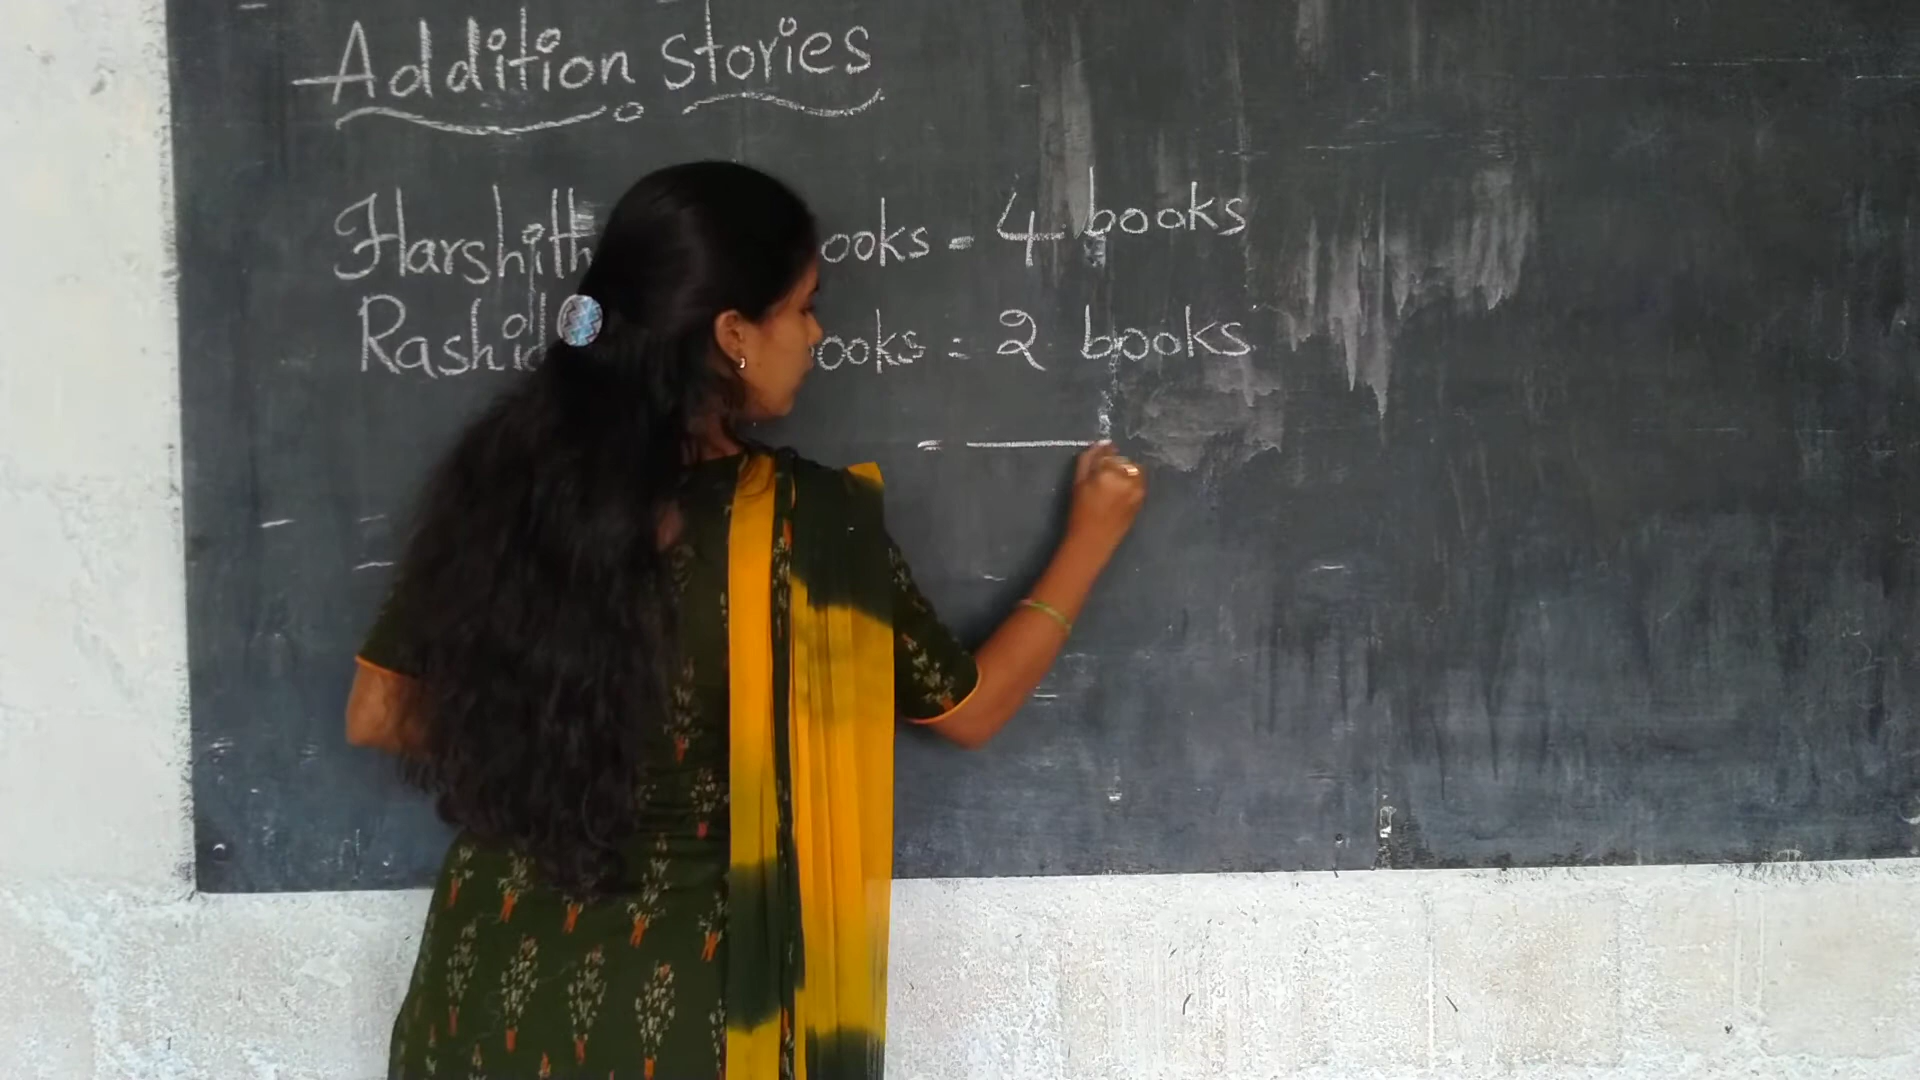 Addition Stories
Harshith ooks = 4 books
Rashid ooks = 2 books
=